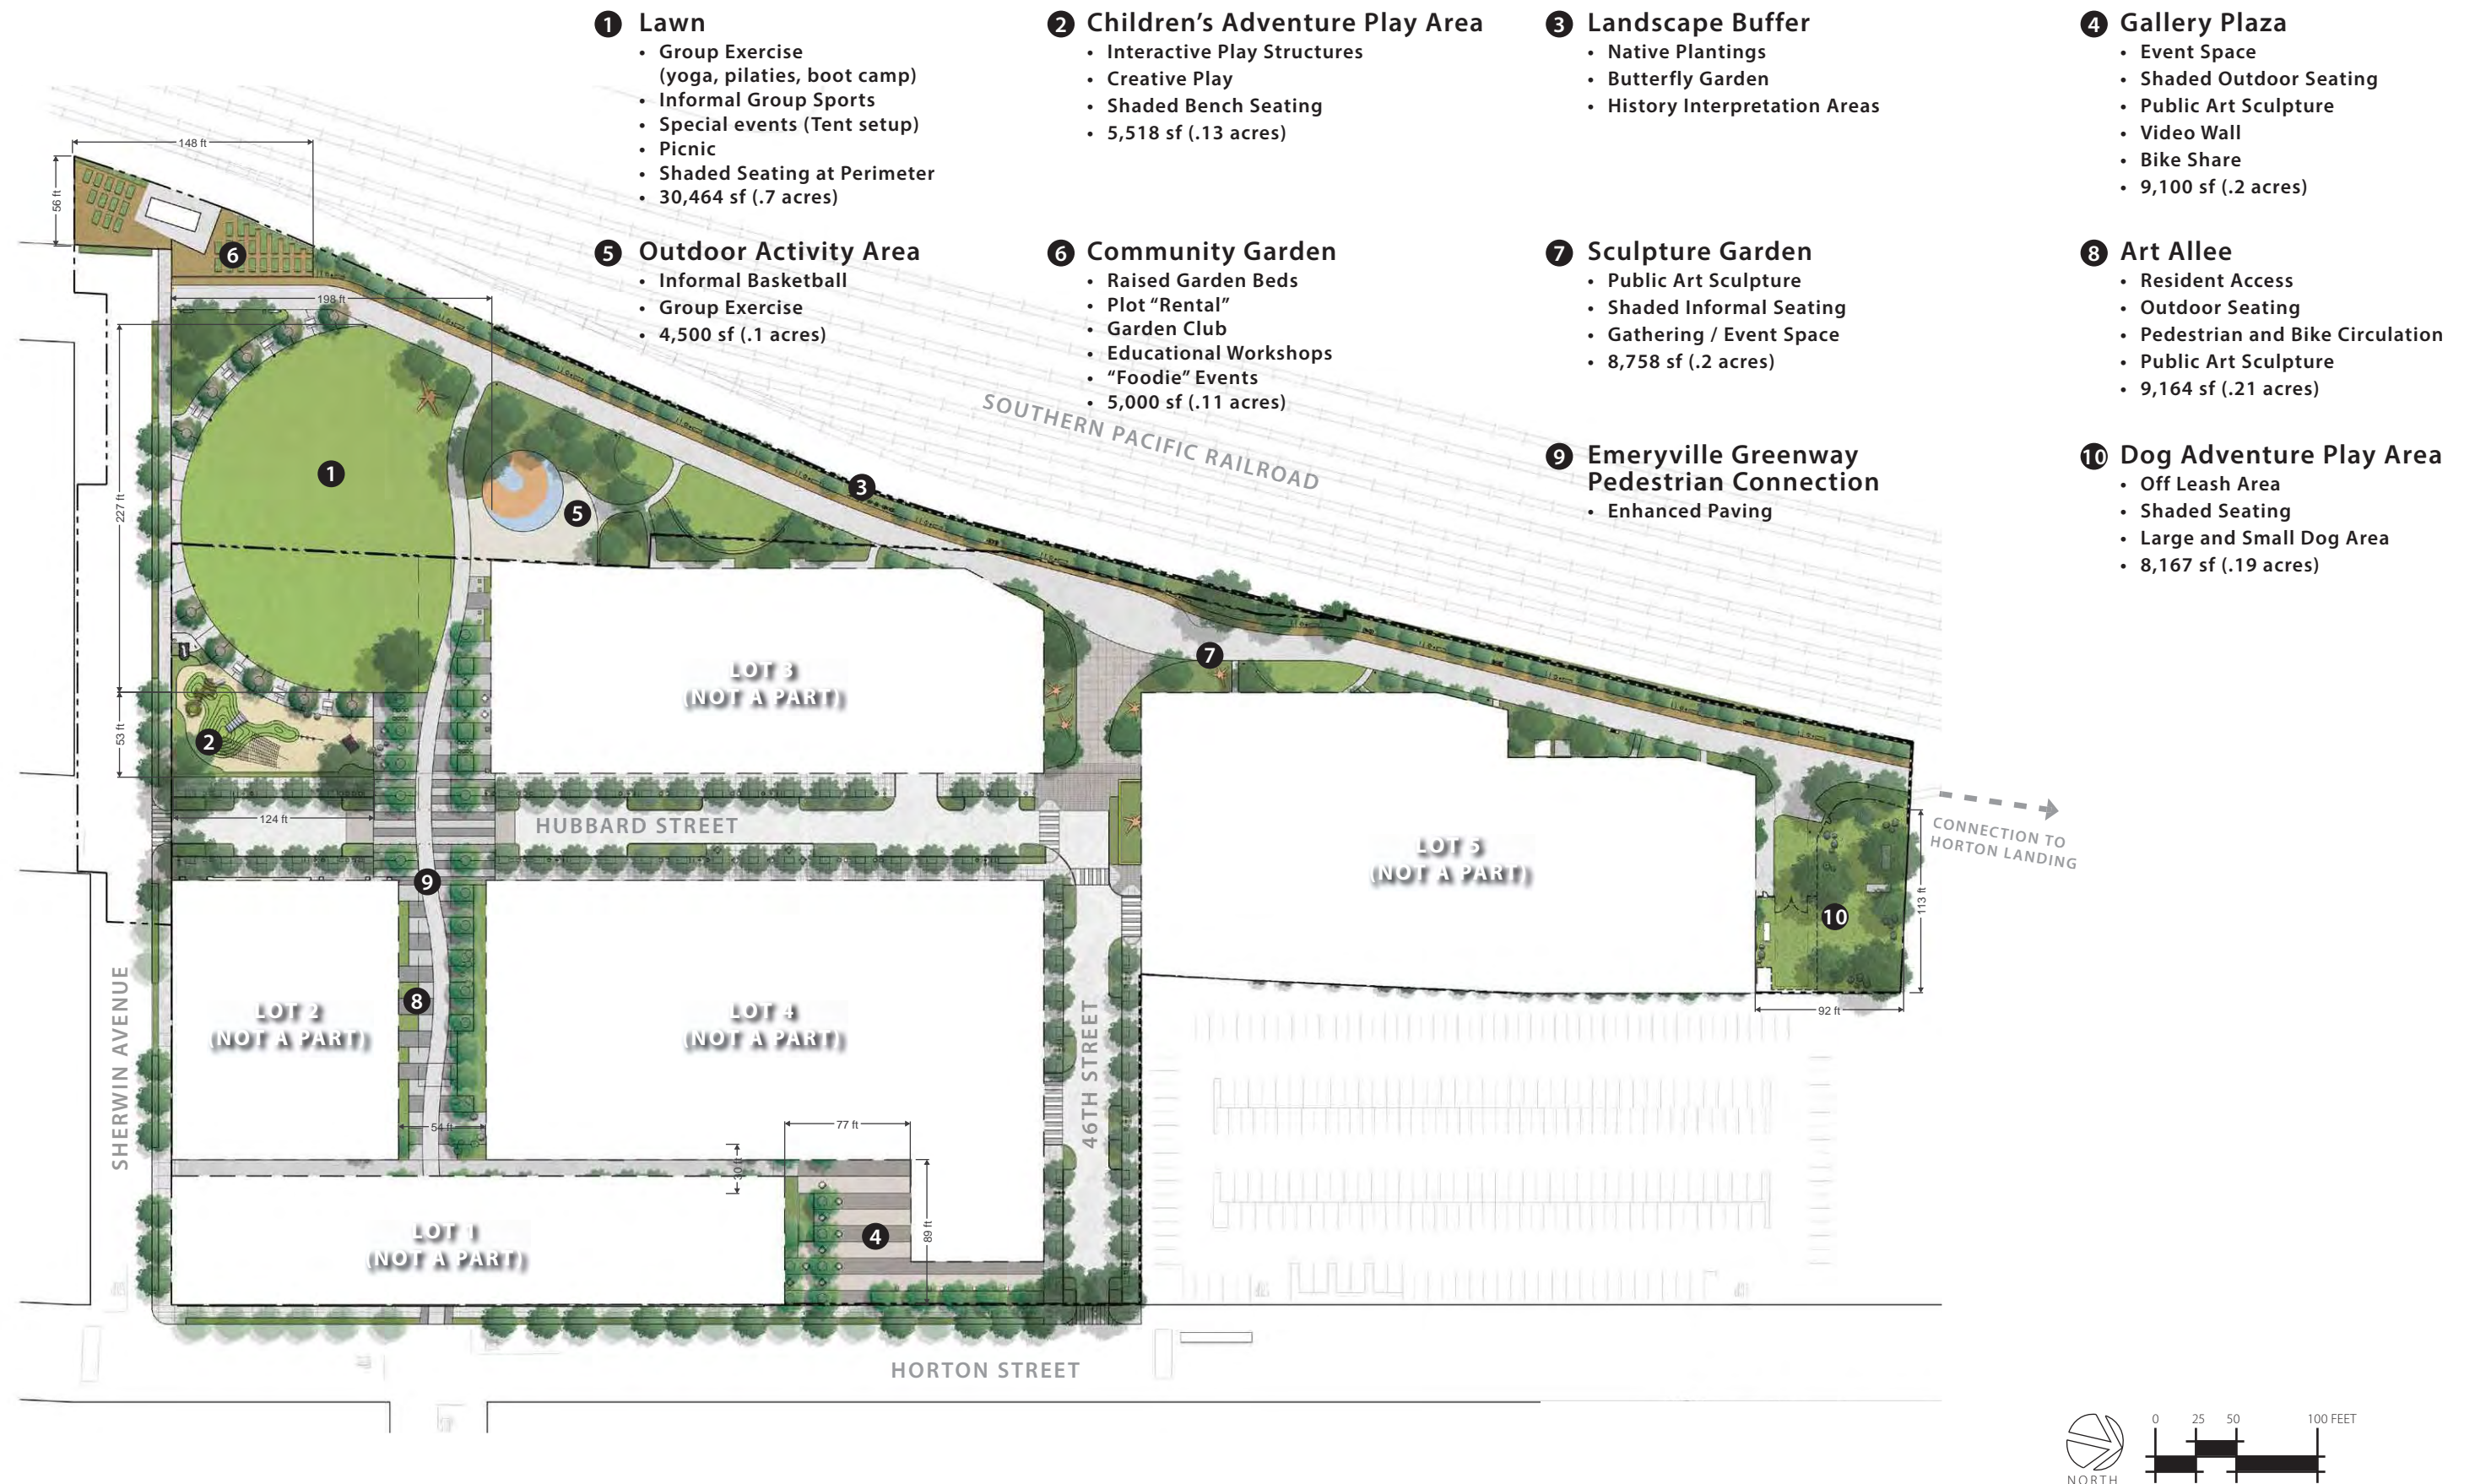 1 Lawn
• Group Exercise
(yoga, pilaties, boot camp)
• Informal Group Sports
• Special events (Tent setup)
• Picnic
• Shaded Seating at Perimeter
• 30,464 sf (.7 acres)
2 Children’s Adventure Play Area
• Interactive Play Structures
• Creative Play
• Shaded Bench Seating
• 5,518 sf (.13 acres)
3 Landscape Buffer
• Native Plantings
• Butterfly Garden
• History Interpretation Areas
4 Gallery Plaza
• Event Space
• Shaded Outdoor Seating
• Public Art Sculpture
• Video Wall
• Bike Share
• 9,100 sf (.2 acres)
5 Outdoor Activity Area
• Informal Basketball
• Group Exercise
• 4,500 sf (.1 acres)
6 Community Garden
• Raised Garden Beds
• Plot “Rental”
• Garden Club
• Educational Workshops
• “Foodie” Events
• 5,000 sf (.11 acres)
7 Sculpture Garden
• Public Art Sculpture
• Shaded Informal Seating
• Gathering / Event Space
• 8,758 sf (.2 acres)
8 Art Allee
• Resident Access
• Outdoor Seating
• Pedestrian and Bike Circulation
• Public Art Sculpture
• 9,164 sf (.21 acres)
9 Emeryville Greenway
Pedestrian Connection
• Enhanced Paving
10 Dog Adventure Play Area
• Off Leash Area
• Shaded Seating
• Large and Small Dog Area
• 8,167 sf (.19 acres)
148 ft
56 ft
6
198 ft
SOUTHERN PACIFIC RAILROAD
1
3
5
227 ft
7
LOT 3
(NOT A PART)
53 ft
2
124 ft
HUBBARD STREET
CONNECTION TO
HORTON LANDING
LOT 5
(NOT A PART)
9
10
113 ft
92 ft
8
LOT 2
(NOT A PART)
LOT 4
(NOT A PART)
SHERWIN AVENUE
46TH STREET
54 ft
77 ft
30 ft
89 ft
4
LOT 1
(NOT A PART)
HORTON STREET
0 25 50 100 FEET
NORTH